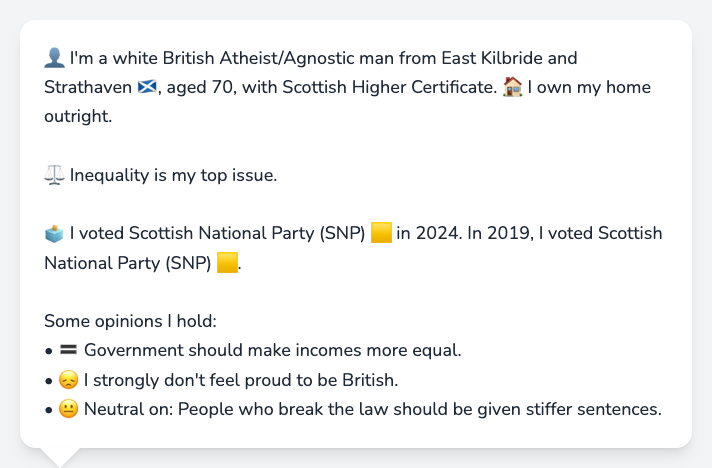 👤 I'm a white British Atheist/Agnostic man from East Kilbride and
Strathaven 🏴󠁧󠁢󠁳󠁣󠁴󠁿, aged 70, with Scottish Higher Certificate. 🏠 I own my home
outright.
⚖️ Inequality is my top issue.
🗳️ I voted Scottish National Party (SNP) 🟨 in 2024. In 2019, I voted Scottish
National Party (SNP) 🟨.
Some opinions I hold:
• 🟰 Government should make incomes more equal.
• 😞 I strongly don't feel proud to be British.
• 😐 Neutral on: People who break the law should be given stiffer sentences.